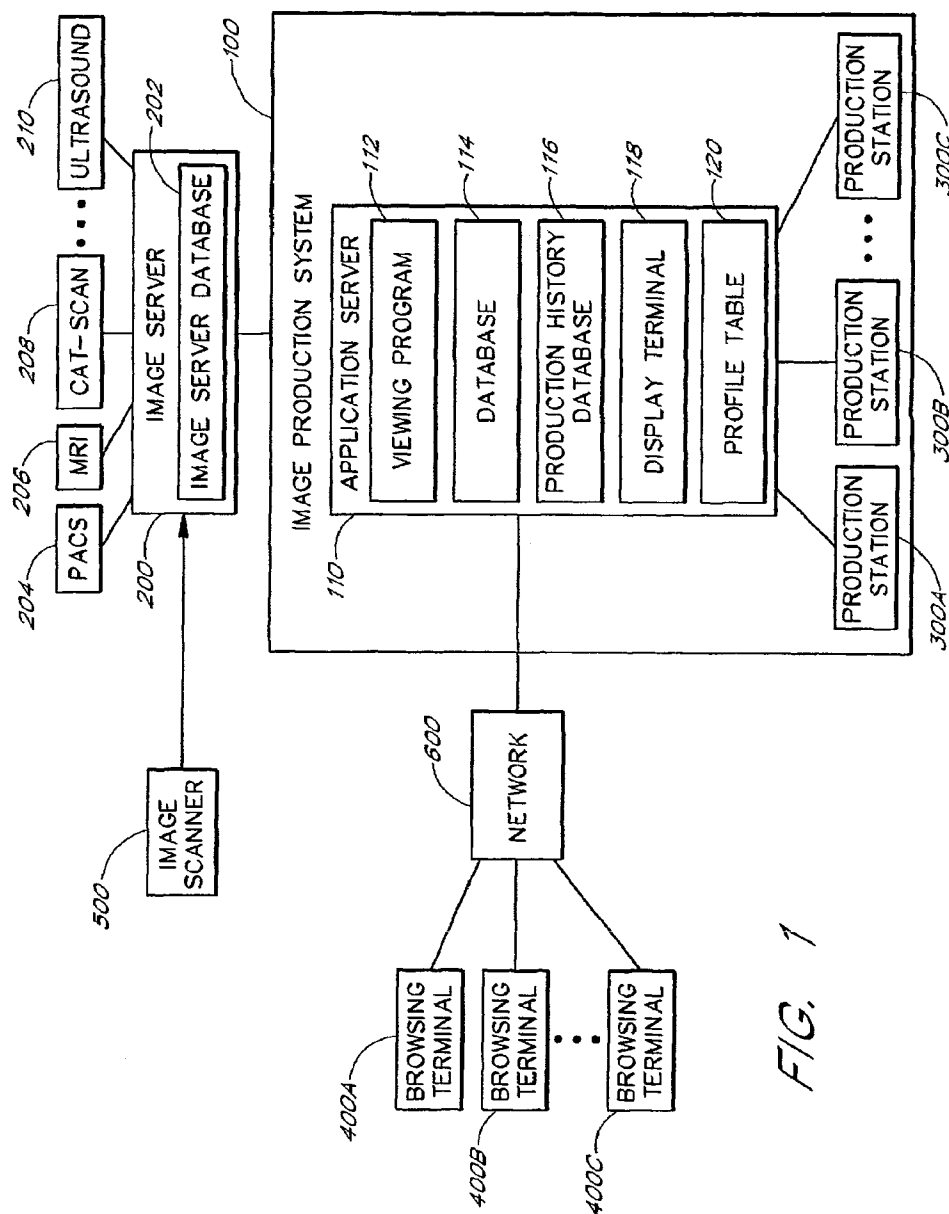 204
PACS
206
MRI
208
CAT-SCAN
210
ULTRASOUND
200
IMAGE SERVER
202
IMAGE SERVER DATABASE
500
IMAGE
SCANNER
100
IMAGE PRODUCTION SYSTEM
110
APPLICATION SERVER
VIEWING PROGRAM
112
DATABASE
114
PRODUCTION HISTORY
DATABASE
116
DISPLAY TERMINAL
118
PROFILE TABLE
120
PRODUCTION
STATION
300A
PRODUCTION
STATION
300B
PRODUCTION
STATION
300C
600
NETWORK
400A
BROWSING
TERMINAL
400B
BROWSING
TERMINAL
400C
BROWSING
TERMINAL
FIG. 1